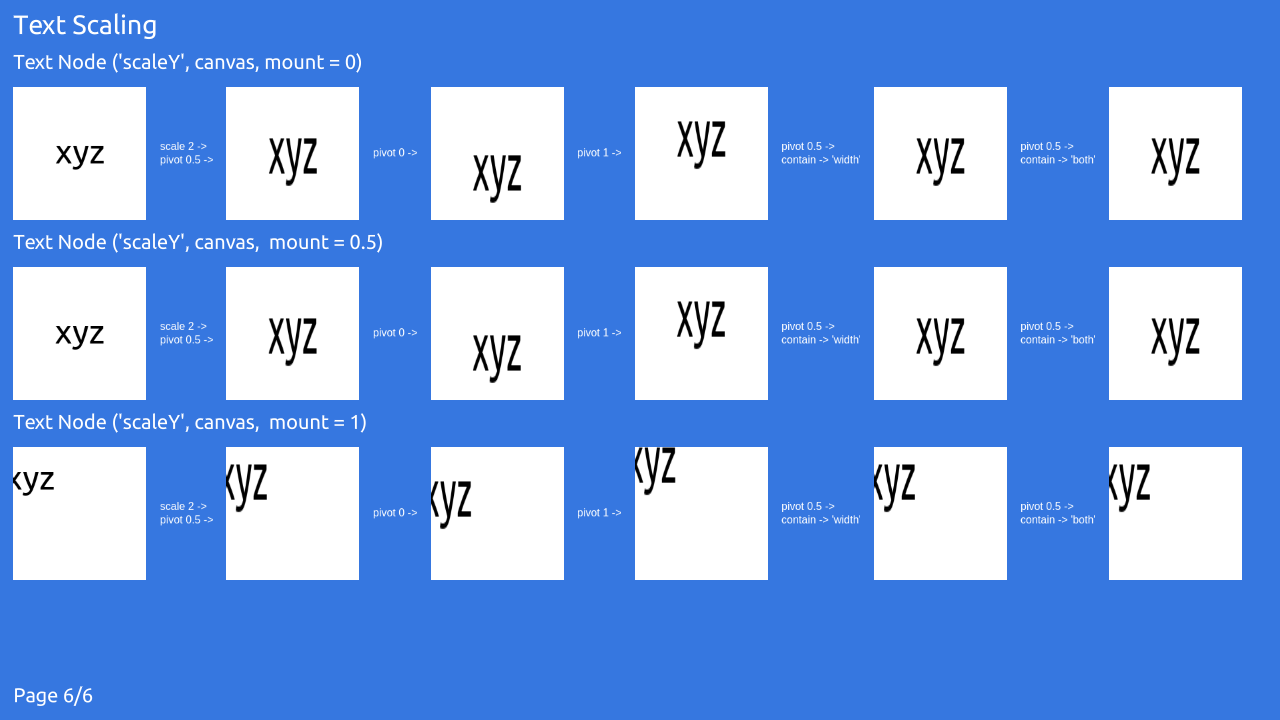 Text Scaling
Text Node ('scaleY', canvas, mount = 0)
xyz
scale 2 ->
pivot 0.5 ->
xyz
pivot 0 ->
xyz
pivot 1 ->
xyz
pivot 0.5 ->
contain -> 'width'
xyz
pivot 0.5 ->
contain -> 'both'
xyz
Text Node ('scaleY', canvas,  mount = 0.5)
xyz
scale 2 ->
pivot 0.5 ->
xyz
pivot 0 ->
xyz
pivot 1 ->
xyz
pivot 0.5 ->
contain -> 'width'
xyz
pivot 0.5 ->
contain -> 'both'
xyz
Text Node ('scaleY', canvas,  mount = 1)
xyz
scale 2 ->
pivot 0.5 ->
xyz
pivot 0 ->
xyz
pivot 1 ->
xyz
pivot 0.5 ->
contain -> 'width'
xyz
pivot 0.5 ->
contain -> 'both'
xyz
Page 6/6